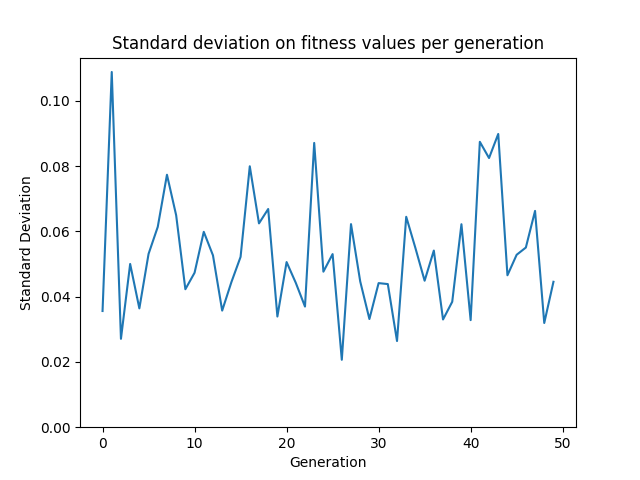 Standard deviation on fitness values per generation
Standard Deviation
0.10
0.08
0.06
0.04
0.02
0.00
0 10 20 30 40 50
Generation